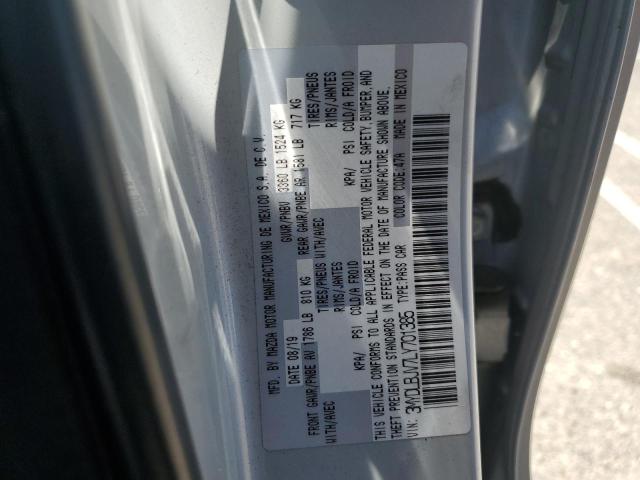 MFD. BY MAZDA MOTOR MANUFACTURING DE MEXICO S.A. DE C.V.
DATE 08/19 GVWR/PNBV 3360 LB 1524 KG
FRONT GAWR/PNBE AV 1786 LB 810 KG REAR GAWR/PNBE AR 1581 LB 717 KG
WITH/AVEC TIRES/PNEUS WITH/AVEC TIRES/PNEUS
RIMS/JANTES RIMS/JANTES
KPA/ PSI COLD/A FROID KPA/ PSI COLD/A FROID
THIS VEHICLE CONFORMS TO ALL APPLICABLE FEDERAL MOTOR VEHICLE SAFETY, BUMPER, AND
THEFT PREVENTION STANDARDS IN EFFECT ON THE DATE OF MANUFACTURE SHOWN ABOVE.
VIN: 3MVDLBJV7LY701385 TYPE:PASS CAR COLOR CODE:47A MADE IN MEXICO